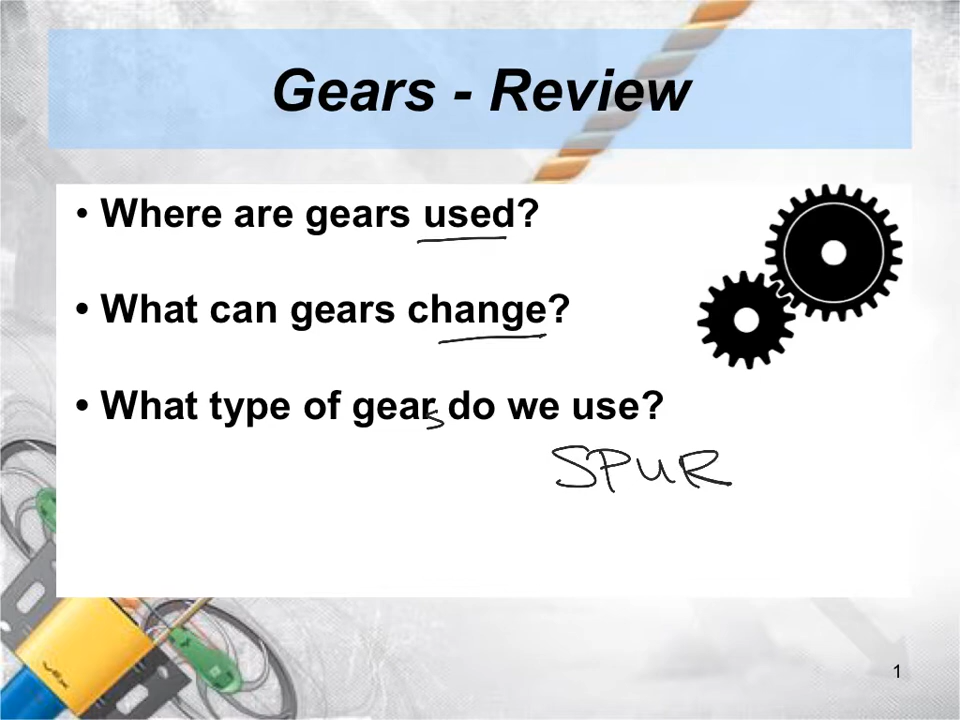 Gears - Review
• Where are gears used?
• What can gears change?
• What type of gears do we use?
SPUR
1